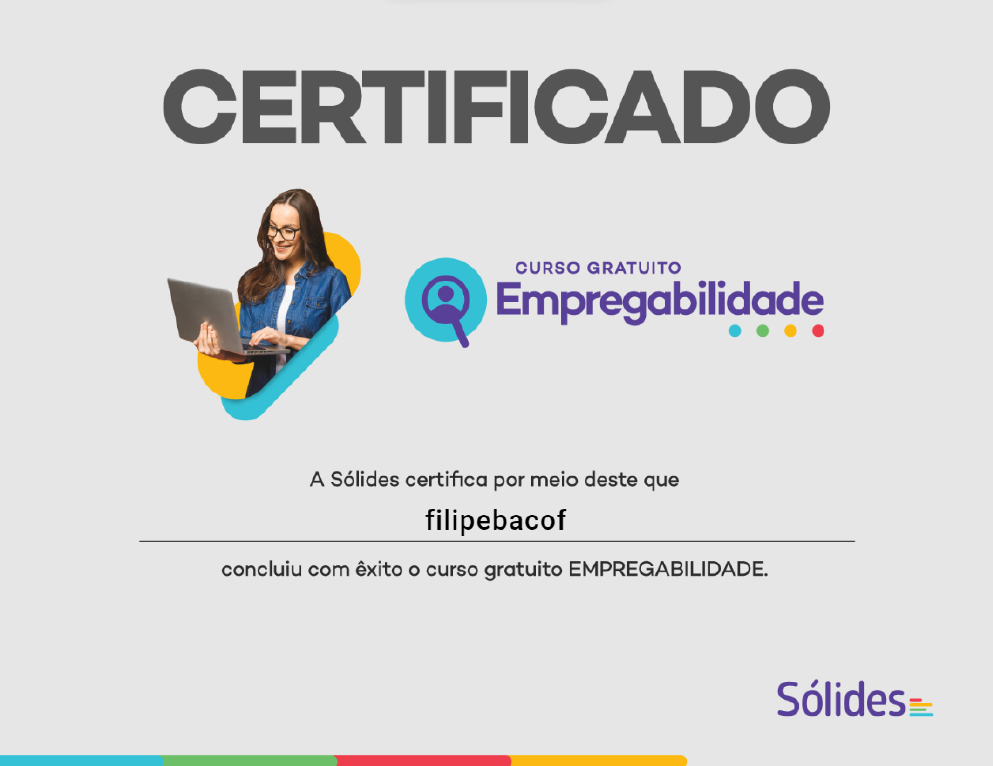 CERTIFICADO
CURSO GRATUITO
Empregabilidade
A Sólides certifica por meio deste que
filipebacof
concluiu com êxito o curso gratuito EMPREGABILIDADE.
Sólides